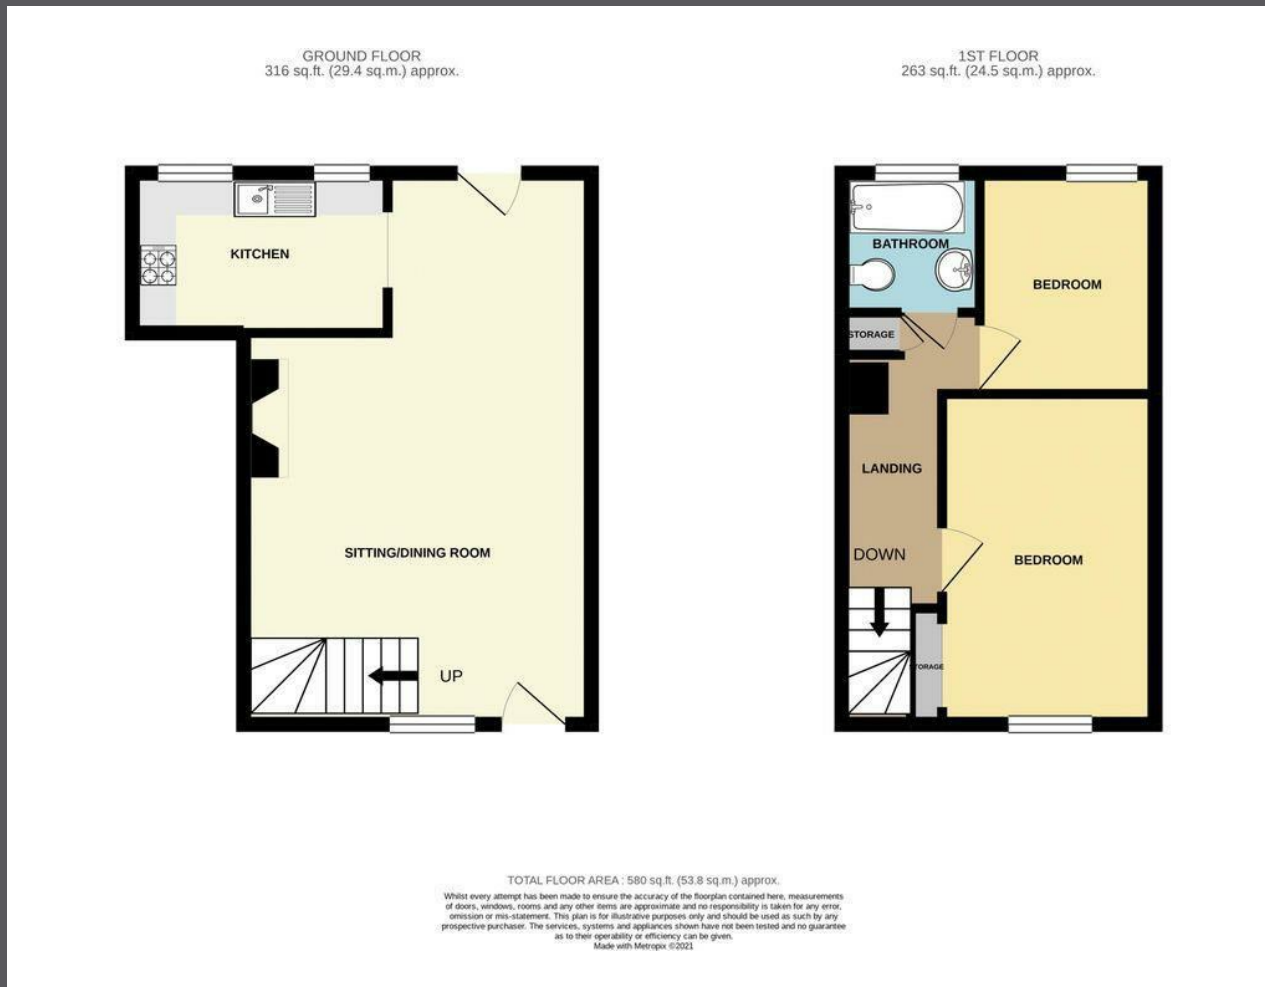 GROUND FLOOR
316 sq.ft. (29.4 sq.m.) approx.
1ST FLOOR
263 sq.ft. (24.5 sq.m.) approx.
KITCHEN
SITTING/DINING ROOM
UP
BATHROOM
BEDROOM
STORAGE
LANDING
DOWN
BEDROOM
STORAGE
TOTAL FLOOR AREA : 580 sq.ft. (53.8 sq.m.) approx.
Whilst every attempt has been made to ensure the accuracy of the floorplan contained here, measurements
of doors, windows, rooms and any other items are approximate and no responsibility is taken for any error,
omission or mis-statement. This plan is for illustrative purposes only and should be used as such by any
prospective purchaser. The services, systems and appliances shown have not been tested and no guarantee
as to their operability or efficiency can be given.
Made with Metropix ©2021